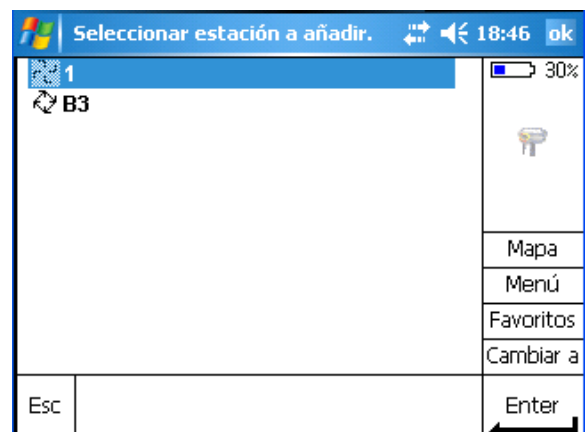 Seleccionar estación a añadir. 18:46 ok
1
B3
30%
Mapa
Menú
Favoritos
Cambiar a
Esc
Enter